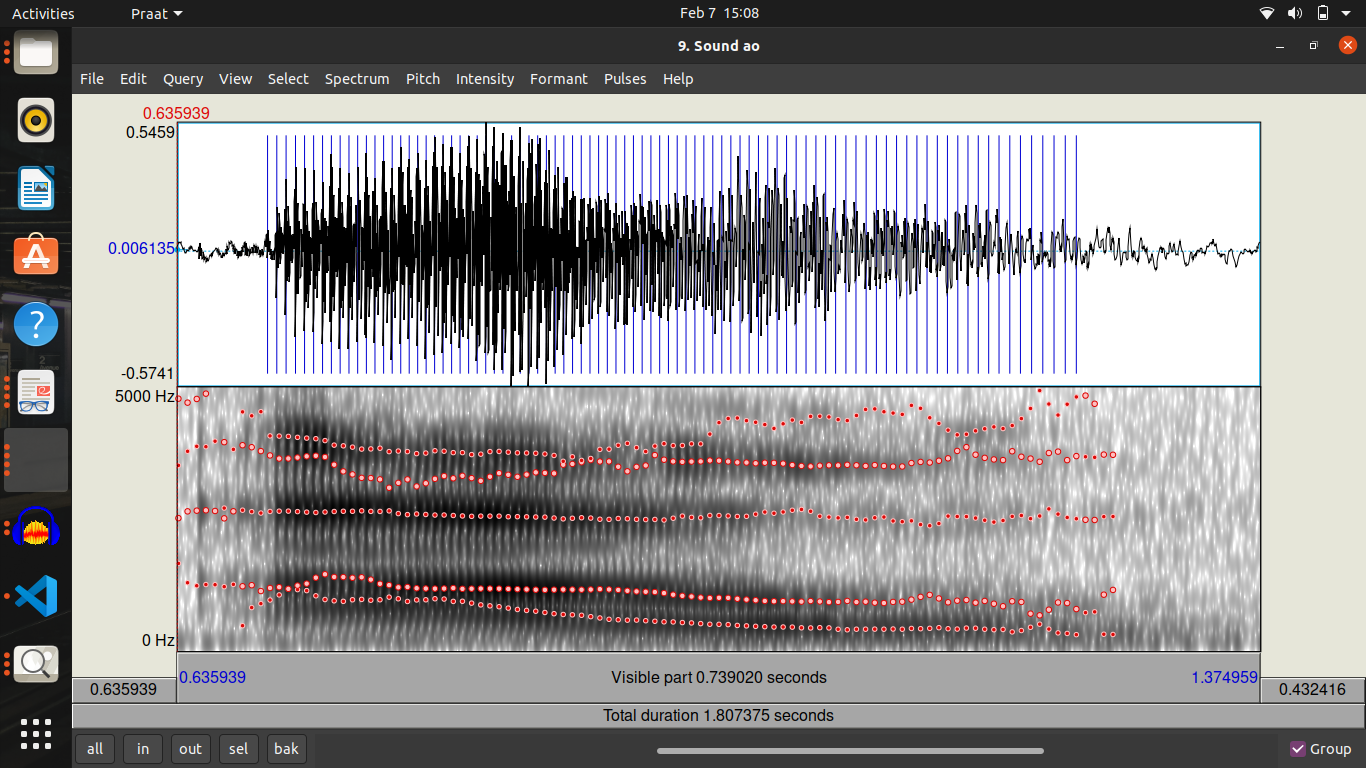 Activities Praat Feb 7 15:08
9. Sound ao
File Edit Query View Select Spectrum Pitch Intensity Formant Pulses Help
0.635939
0.5459
0.006135
-0.5741
5000 Hz
0 Hz
0.635939 Visible part 0.739020 seconds 1.374959
0.635939 0.432416
Total duration 1.807375 seconds
all in out sel bak Group